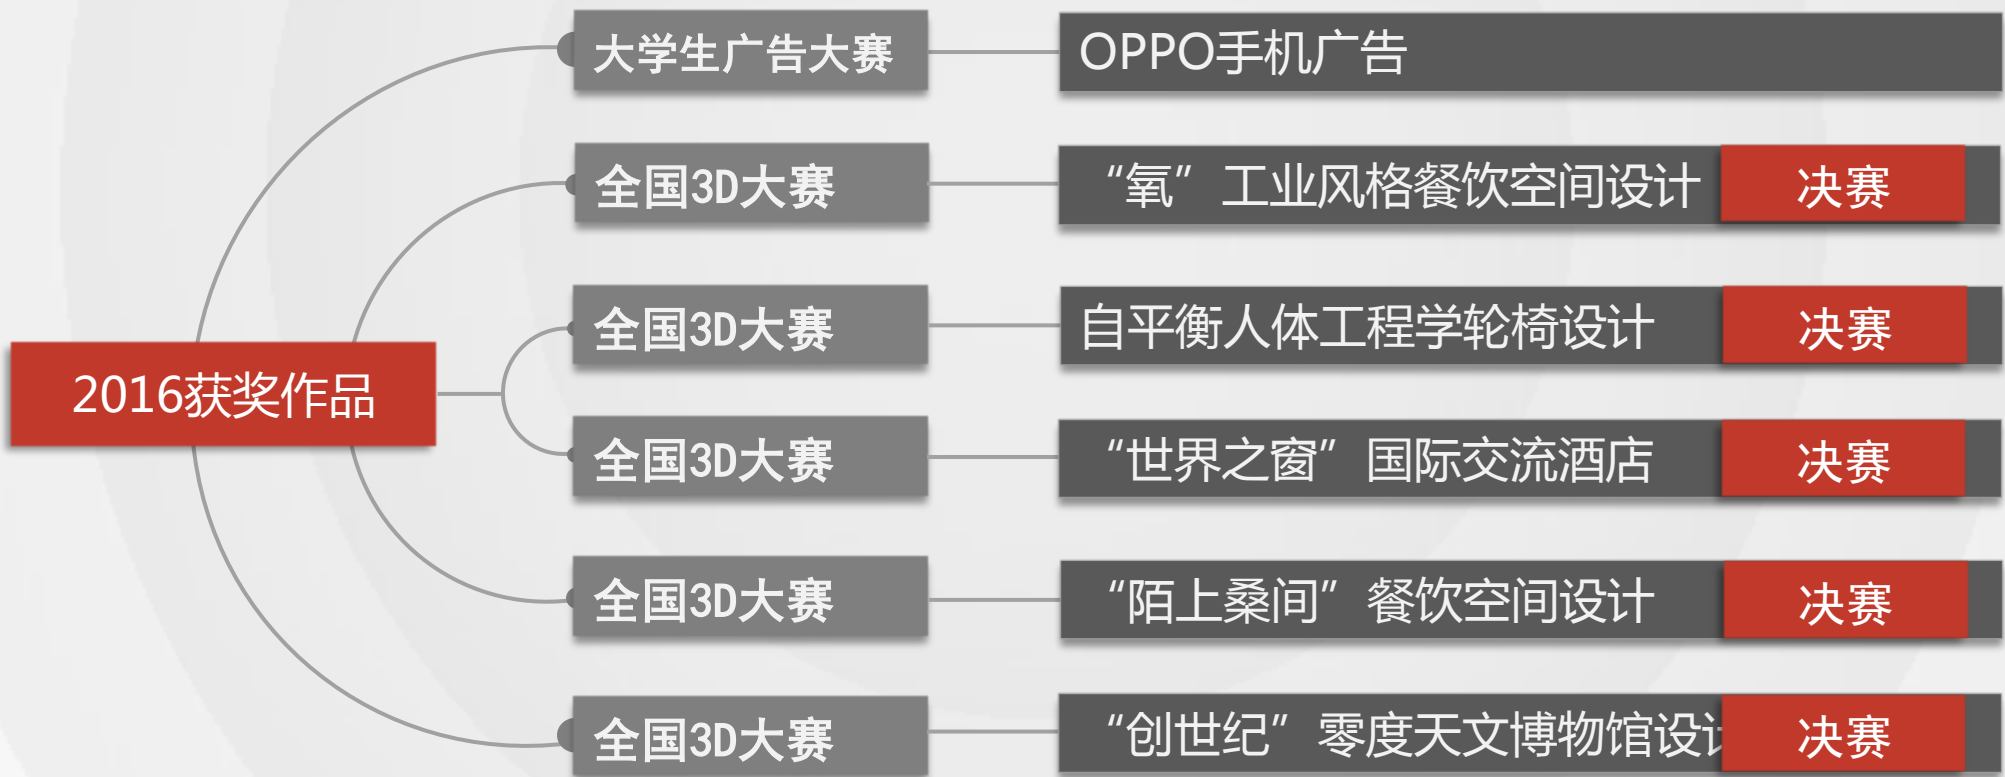 大学生广告大赛 OPPO手机广告
全国3D大赛 “氧”工业风格餐饮空间设计 决赛
全国3D大赛 自平衡人体工程学轮椅设计 决赛
2016获奖作品
全国3D大赛 “世界之窗”国际交流酒店 决赛
全国3D大赛 “陌上桑间”餐饮空间设计 决赛
全国3D大赛 “创世纪”零度天文博物馆设计 决赛